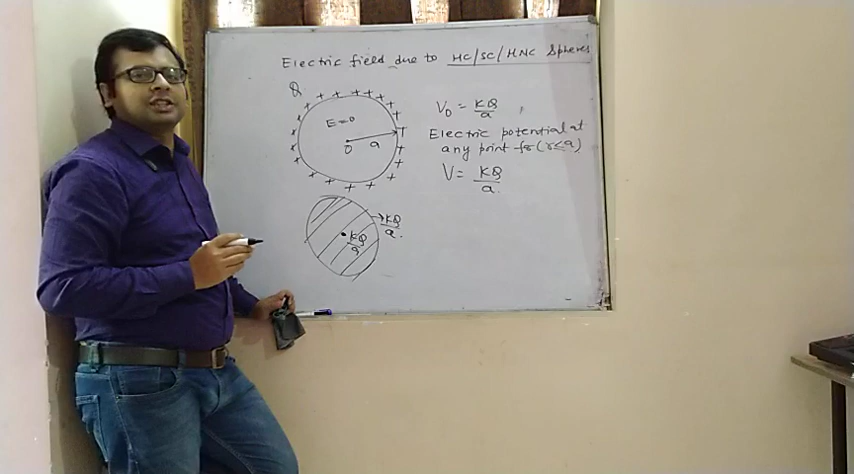 Electric field due to HC/SC/HNC Spheres
Q
+ + + + + + + + + + + + + + + + + + + + + +
E=0
O a
V₀ = KQ/a ,
Electric potential at
any print for (r≤a)
V = KQ/a.
→KQ/a.
KQ/a